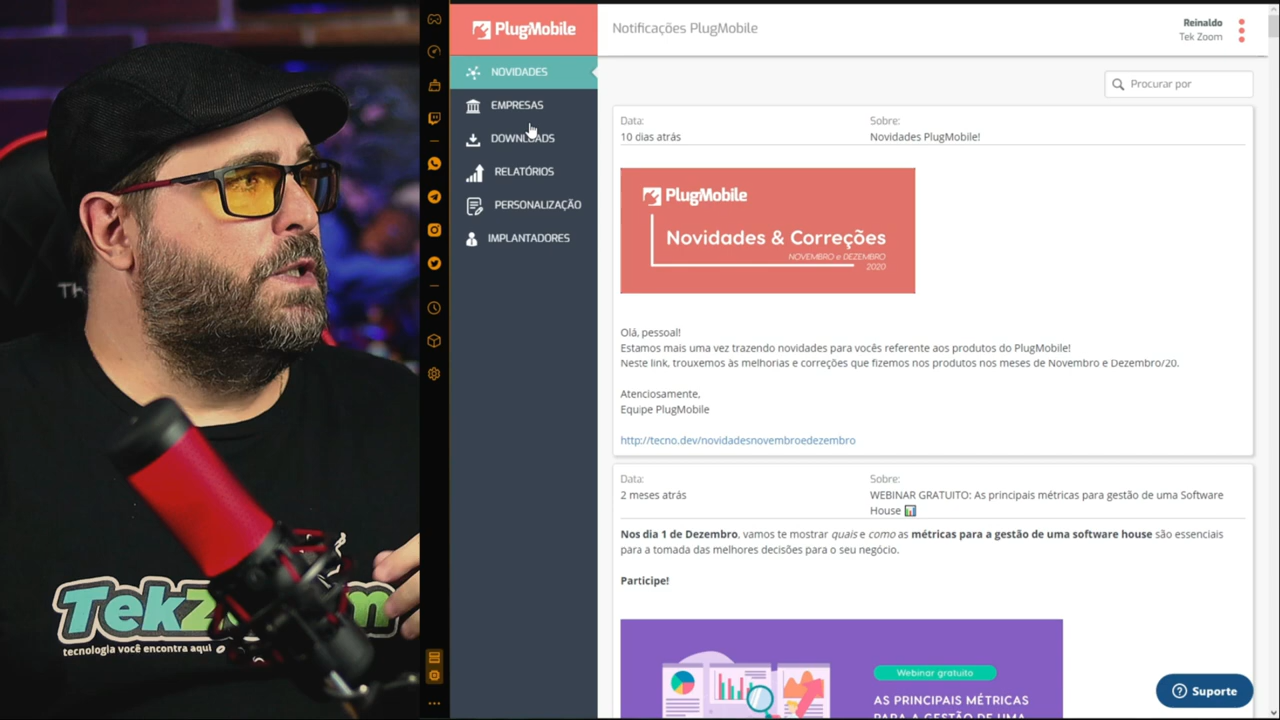 PlugMobile
Notificações PlugMobile
Reinaldo
Tek Zoom
NOVIDADES
EMPRESAS
DOWNLOADS
RELATÓRIOS
PERSONALIZAÇÃO
IMPLANTADORES
Procurar por
Data:
10 dias atrás
Sobre:
Novidades PlugMobile!
PlugMobile
Novidades & Correções
NOVEMBRO e DEZEMBRO
2020
Olá, pessoal!
Estamos mais uma vez trazendo novidades para vocês referente aos produtos do PlugMobile!
Neste link, trouxemos às melhorias e correções que fizemos nos produtos nos meses de Novembro e Dezembro/20.
Atenciosamente,
Equipe PlugMobile
http://tecno.dev/novidadesnovembroedezembro
Data:
2 meses atrás
Sobre:
WEBINAR GRATUITO: As principais métricas para gestão de uma Software
House
Nos dia 1 de Dezembro, vamos te mostrar quais e como as métricas para a gestão de uma software house são essenciais
para a tomada das melhores decisões para o seu negócio.
Participe!
Webinar gratuito
AS PRINCIPAIS MÉTRICAS
PARA A GESTÃO DE UMA
Suporte
Th
TekZoom
tecnologia você encontra aqui